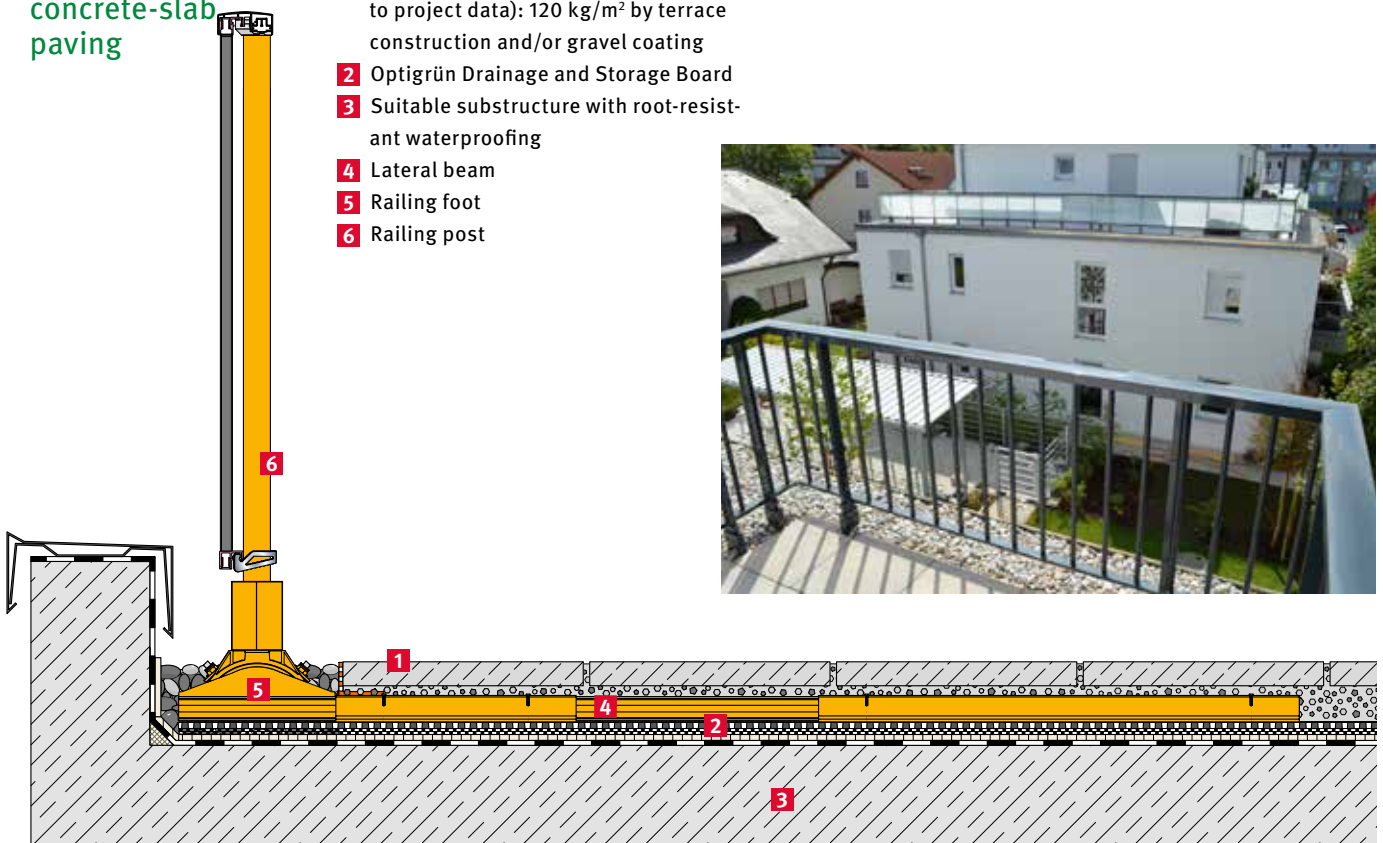 concrete-slab
paving
to project data): 120 kg/m² by terrace
construction and/or gravel coating
2 Optigrün Drainage and Storage Board
3 Suitable substructure with root-resist-
ant waterproofing
4 Lateral beam
5 Railing foot
6 Railing post
6
1
5
4
2
3